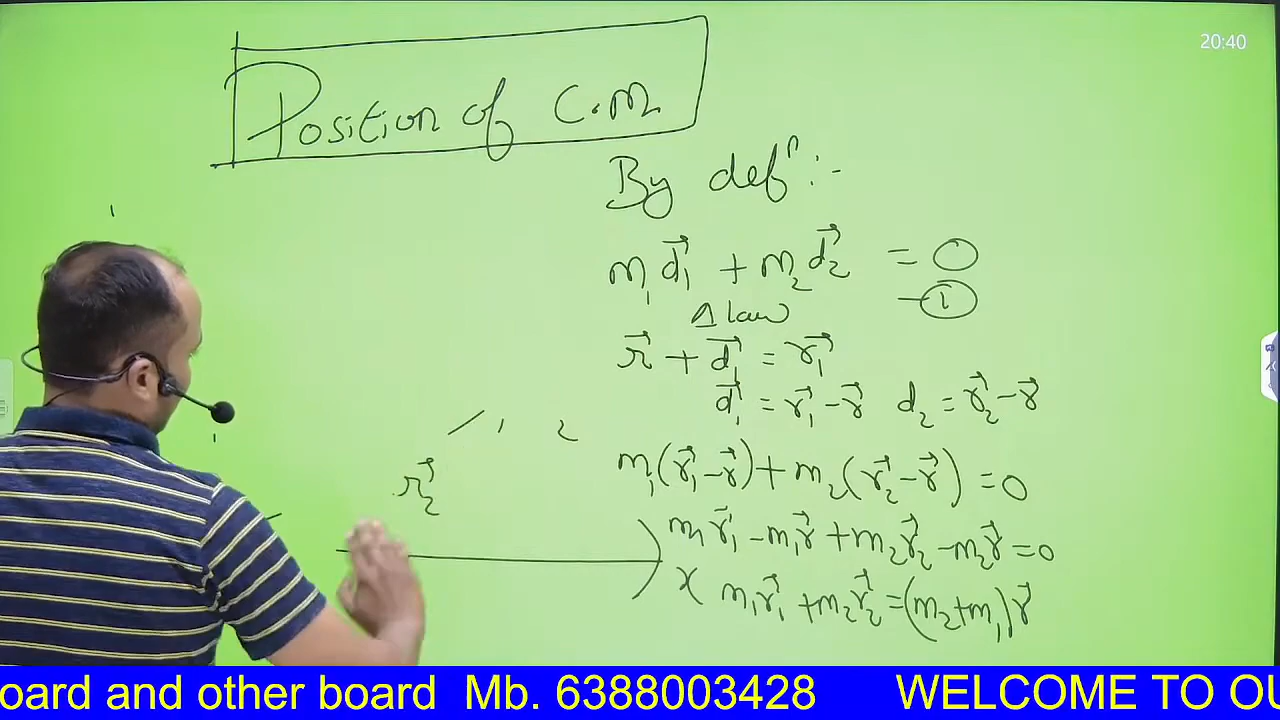 20:40
Position of C.M
By defⁿ :-
m₁d⃗₁ + m₂d⃗₂ = 0
—①
Δ law
r⃗ + d⃗₁ = r⃗₁
d⃗₁ = r⃗₁ – r⃗   d₂ = r⃗₂ – r⃗
m₁(r⃗₁ – r⃗) + m₂(r⃗₂ – r⃗) = 0
r⃗₂
m₁r⃗₁ – m₁r⃗ + m₂r⃗₂ – m₂r⃗ = 0
x   m₁r⃗₁ + m₂r⃗₂ = (m₂+m₁)r⃗
oard and other board  Mb. 6388003428   WELCOME TO OU